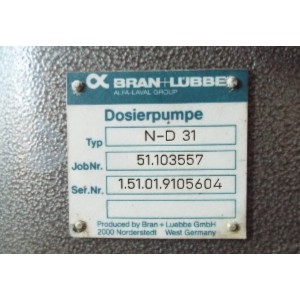 BRAN+LÜBBE
ALFA-LAVAL GROUP
Dosierpumpe
Typ N-D 31
JobNr. 51.103557
Ser.Nr. 1.51.01.9105604
Produced by Bran + Luebbe GmbH
2000 Norderstedt West Germany